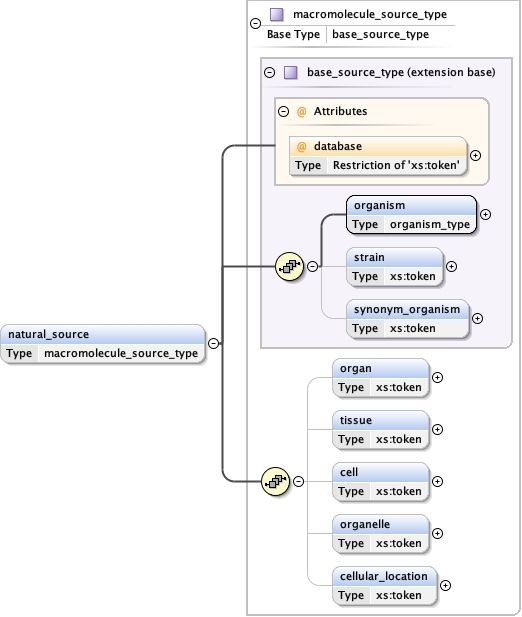 macromolecule_source_type
Base Type base_source_type
base_source_type (extension base)
@ Attributes
@ database
Type Restriction of 'xs:token'
organism
Type organism_type
strain
Type xs:token
synonym_organism
Type xs:token
natural_source
Type macromolecule_source_type
organ
Type xs:token
tissue
Type xs:token
cell
Type xs:token
organelle
Type xs:token
cellular_location
Type xs:token